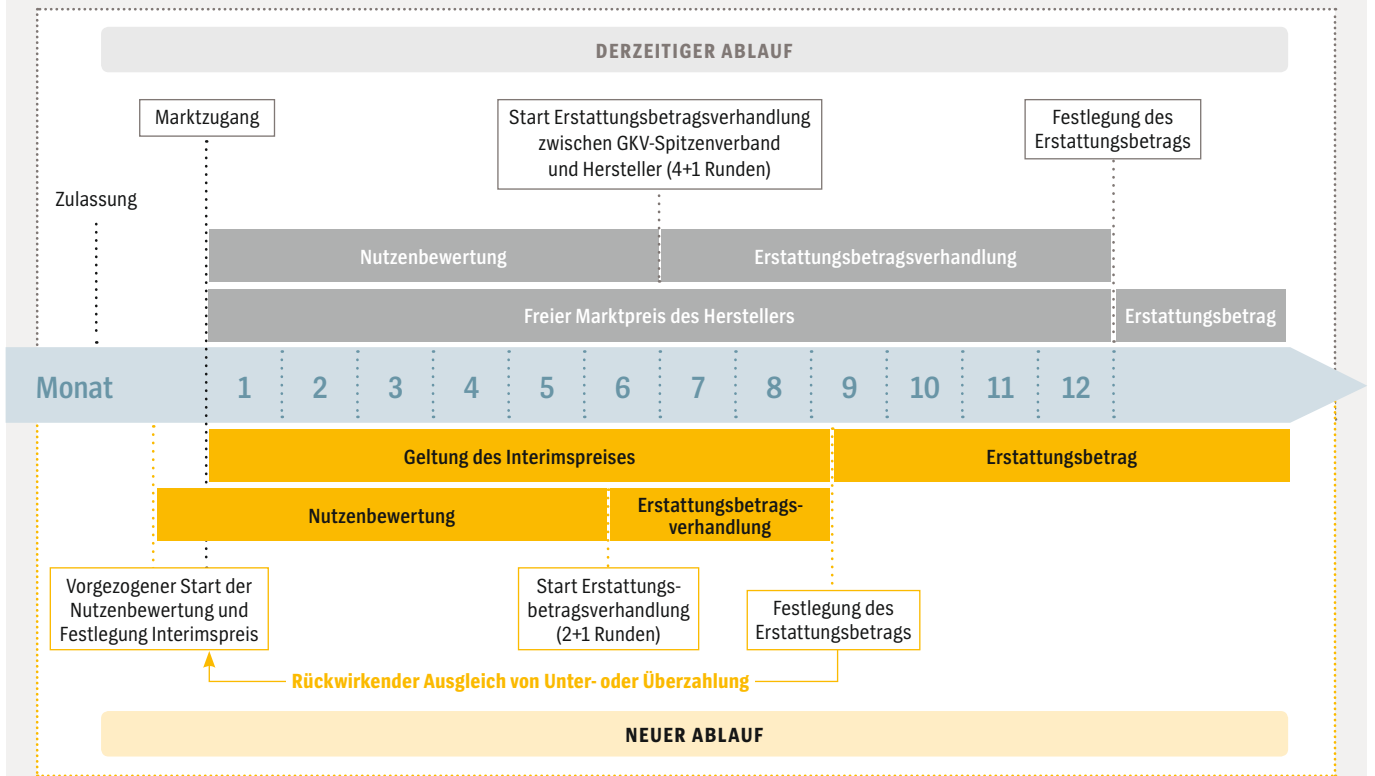 DERZEITIGER ABLAUF
Marktzugang
Start Erstattungsbetragsverhandlung
zwischen GKV-Spitzenverband
und Hersteller (4+1 Runden)
Festlegung des
Erstattungsbetrags
Zulassung
Nutzenbewertung
Erstattungsbetragsverhandlung
Freier Marktpreis des Herstellers
Erstattungsbetrag
Monat 1 2 3 4 5 6 7 8 9 10 11 12
Geltung des Interimspreises
Erstattungsbetrag
Nutzenbewertung
Erstattungsbetrags-
verhandlung
Vorgezogener Start der
Nutzenbewertung und
Festlegung Interimspreis
Start Erstattungs-
betragsverhandlung
(2+1 Runden)
Festlegung des
Erstattungsbetrags
Rückwirkender Ausgleich von Unter- oder Überzahlung
NEUER ABLAUF